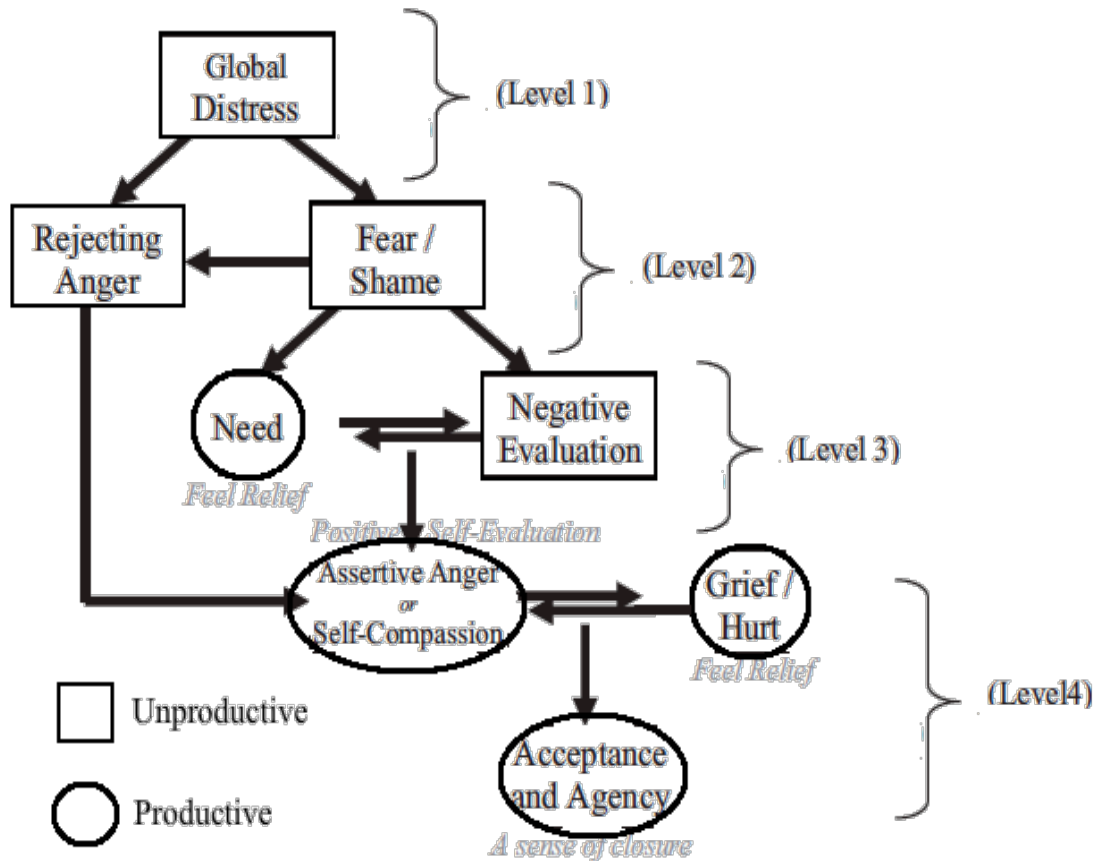 Global
Distress
(Level 1)
Rejecting
Anger
Fear /
Shame
(Level 2)
Need
Feel Relief
Negative
Evaluation
(Level 3)
Positive Self-Evaluation
Assertive Anger
or
Self-Compassion
Grief /
Hurt
Feel Relief
(Level4)
Unproductive
Productive
Acceptance
and Agency
A sense of closure